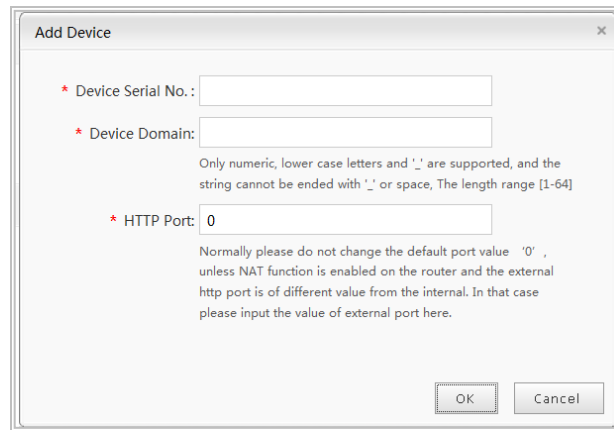 Add Device ×
* Device Serial No. :
* Device Domain:
Only numeric, lower case letters and '_' are supported, and the
string cannot be ended with '_' or space, The length range [1-64]
* HTTP Port: 0
Normally please do not change the default port value ‘0’,
unless NAT function is enabled on the router and the external
http port is of different value from the internal. In that case
please input the value of external port here.
OK Cancel